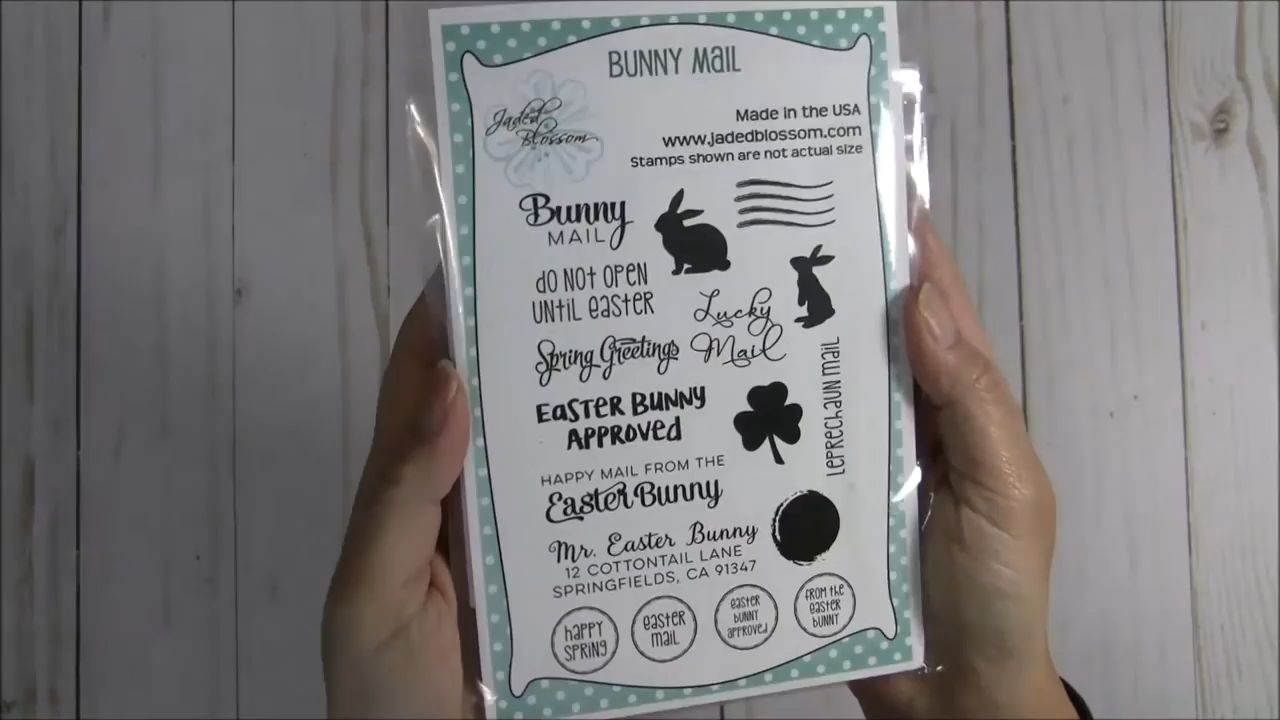 BUNNY MaiL
Jaded
Blossom
Made in the USA
www.jadedblossom.com
Stamps shown are not actual size
Bunny
MAIL
do NOT OPEN
UNTiL easTeR
Lucky
Mail
Spring Greetings
LePRecHauN MaiL
EaSTER BUNNY
APPROVEd
HAPPY MAIL FROM THE
Easter Bunny
Mr. Easter Bunny
12 COTTONTAIL LANE
SPRINGFIELDS, CA 91347
HaPPY
SPRiNG
easTeR
MaiL
easTeR
BUNNY
aPPROVed
FROM THe
easTeR
BUNNY